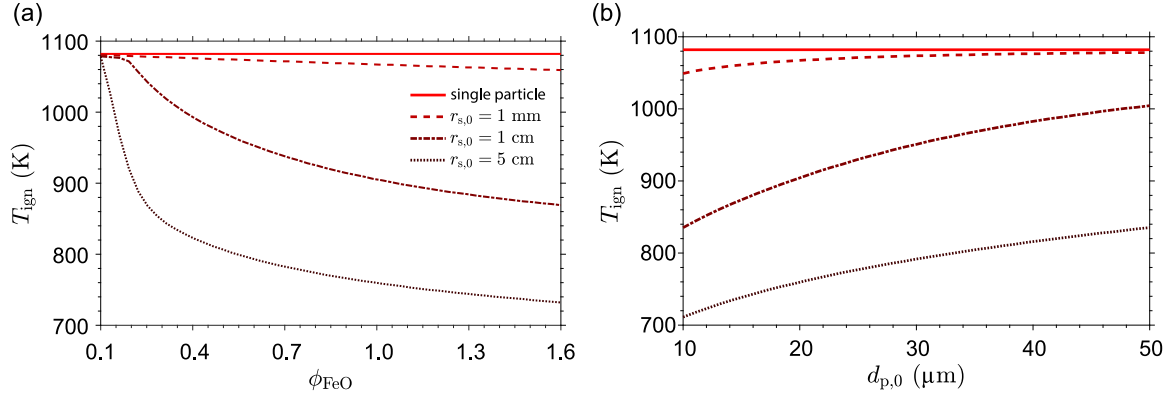 (a)
1100
1000
900
800
700
T_ign (K)
0.1 0.4 0.7 1.0 1.3 1.6
ϕ_FeO
single particle
r_s,0 = 1 mm
r_s,0 = 1 cm
r_s,0 = 5 cm
(b)
1100
1000
900
800
700
T_ign (K)
10 20 30 40 50
d_p,0 (µm)